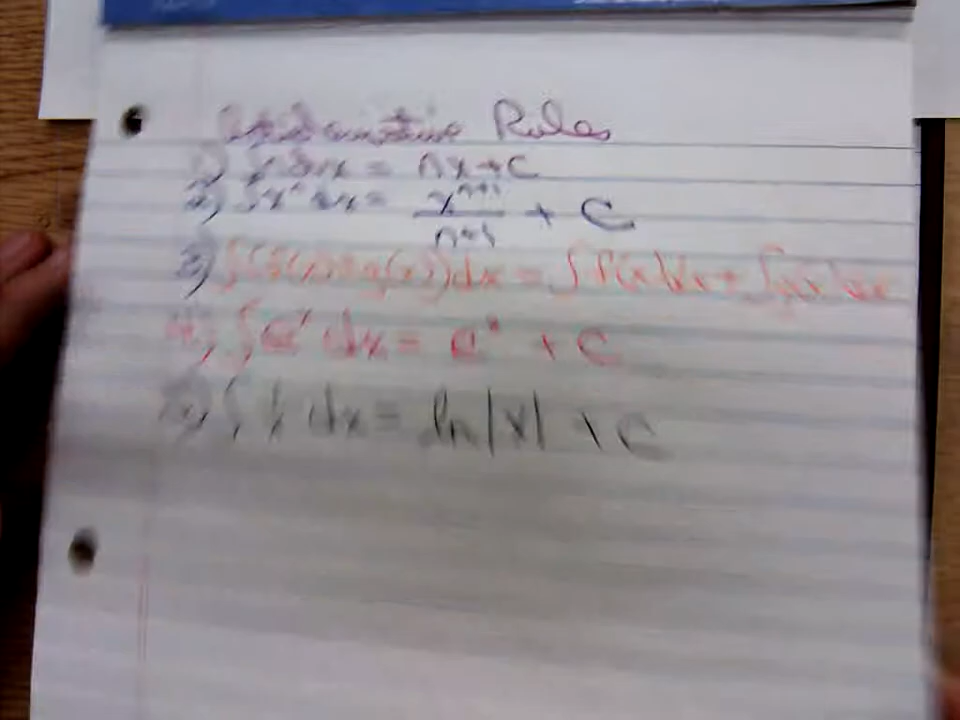 Antiderivative Rules
1) ∫ n dx = nx + C
2) ∫ xⁿ dx = xⁿ⁺¹/n+1 + C
3) ∫(f(x)+g(x))dx = ∫f(x)dx + ∫g(x)dx
4) ∫ eˣ dx = eˣ + C
5) ∫ 1/x dx = ln|x| + C